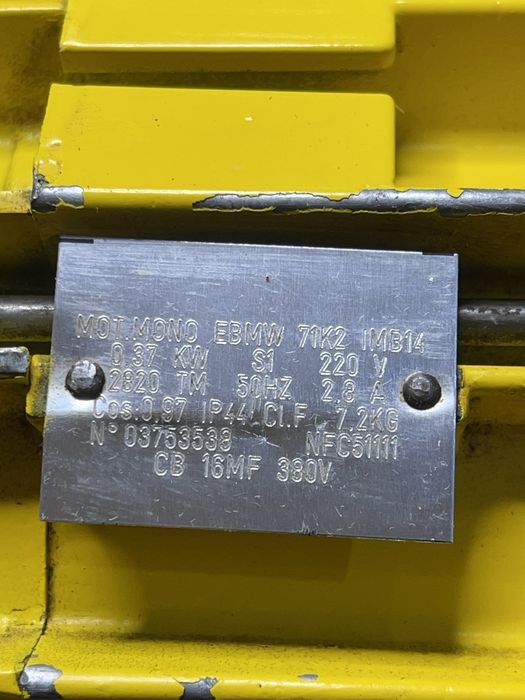 MOT.MONO EBMW 71K2 IMB14
0.37 KW S1 220 V
2820 TM 50HZ 2.8 A
Cos:0.97 IP44 Cl.F 7.2KG
N° 03753538 NFC51111
CB 16MF 380V